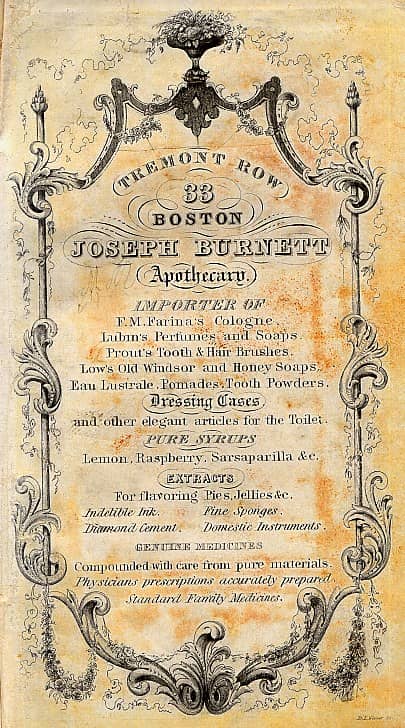 TREMONT ROW
33
BOSTON
JOSEPH BURNETT
Apothecary.
IMPORTER OF
F.M. Farina's Cologne.
Lubin's Perfumes and Soaps.
Prout's Tooth & Hair Brushes.
Low's Old Windsor and Honey Soaps.
Eau Lustrale, Pomades, Tooth Powders.
Dressing Cases
and other elegant articles for the Toilet.
PURE SYRUPS
Lemon, Raspberry, Sarsaparilla &c.
EXTRACTS
For flavoring Pies, Jellies &c.
Indelible Ink. Fine Sponges.
Diamond Cement. Domestic Instruments.
GENUINE MEDICINES
Compounded with care from pure materials.
Physicians prescriptions accurately prepared.
Standard Family Medicines.